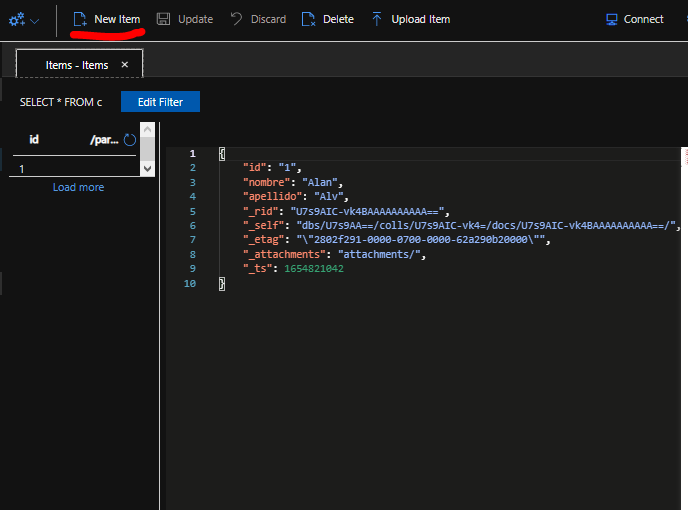 New Item Update Discard Delete Upload Item Connect
Items - Items ×
SELECT * FROM c Edit Filter
id /par...
1
Load more
1 {
2 "id": "1",
3 "nombre": "Alan",
4 "apellido": "Alv",
5 "_rid": "U7s9AIC-vk4BAAAAAAAAAA==",
6 "_self": "dbs/U7s9AA==/colls/U7s9AIC-vk4=/docs/U7s9AIC-vk4BAAAAAAAAAA==/",
7 "_etag": "\"2802f291-0000-0700-0000-62a290b20000\"",
8 "_attachments": "attachments/",
9 "_ts": 1654821042
10 }